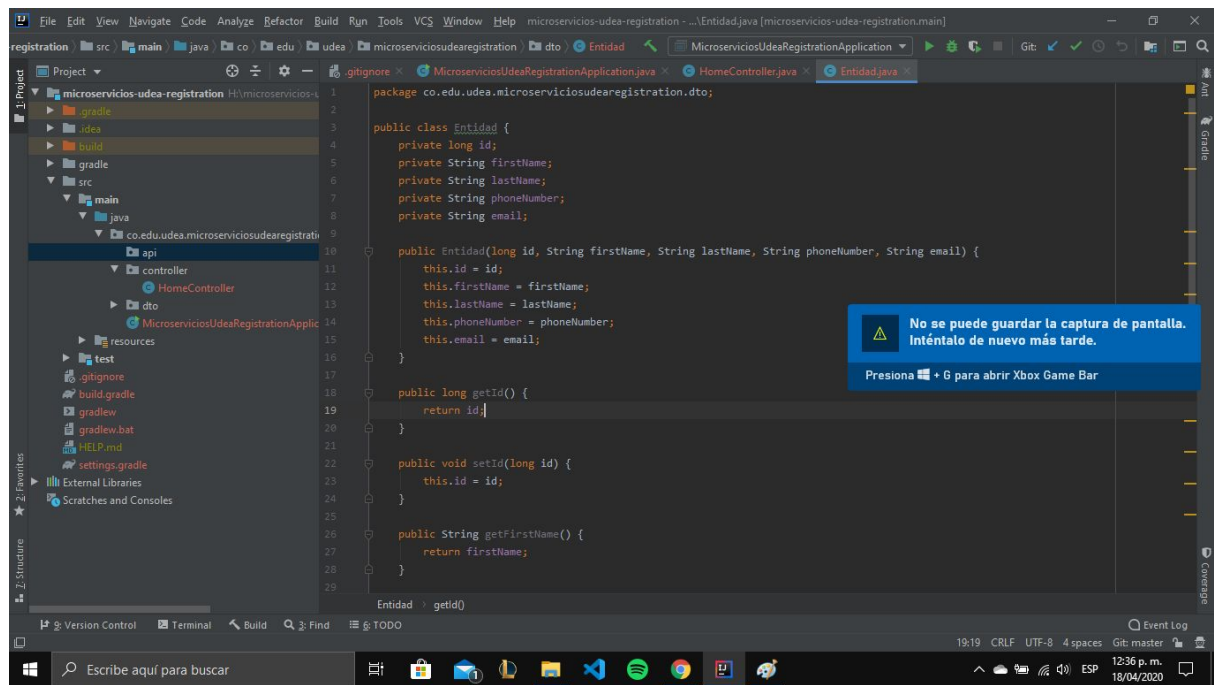 File Edit View Navigate Code Analyze Refactor Build Run Tools VCS Window Help microservicios-udea-registration - ...\Entidad.java [microservicios-udea-registration.main]
registration main src java co edu udea microserviciosudearegistration dto Entidad MicroserviciosUdeaRegistrationApplication Git:
Project
.gitignore MicroserviciosUdeaRegistrationApplication.java HomeController.java Entidad.java
1: Project
microservicios-udea-registration H:\microservicios-u
.gradle
.idea
build
gradle
src
main
java
co.edu.udea.microserviciosudearegistrati
api
controller
HomeController
dto
MicroserviciosUdeaRegistrationApplic
resources
test
.gitignore
build.gradle
gradlew
gradlew.bat
HELP.md
settings.gradle
External Libraries
Scratches and Consoles
2: Favorites
7: Structure
1 package co.edu.udea.microserviciosudearegistration.dto;
2
3 public class Entidad {
4 private long id;
5 private String firstName;
6 private String lastName;
7 private String phoneNumber;
8 private String email;
9
10 public Entidad(long id, String firstName, String lastName, String phoneNumber, String email) {
11 this.id = id;
12 this.firstName = firstName;
13 this.lastName = lastName;
14 this.phoneNumber = phoneNumber;
15 this.email = email;
16 }
17
18 public long getId() {
19 return id;
20 }
21
22 public void setId(long id) {
23 this.id = id;
24 }
25
26 public String getFirstName() {
27 return firstName;
28 }
29
Entidad > getId()
Ant
Gradle
Coverage
No se puede guardar la captura de pantalla.
Inténtalo de nuevo más tarde.
Presiona + G para abrir Xbox Game Bar
9: Version Control Terminal Build 3: Find 6: TODO Event Log
19:19 CRLF UTF-8 4 spaces Git: master
Escribe aquí para buscar
1
ESP
12:36 p. m.
18/04/2020